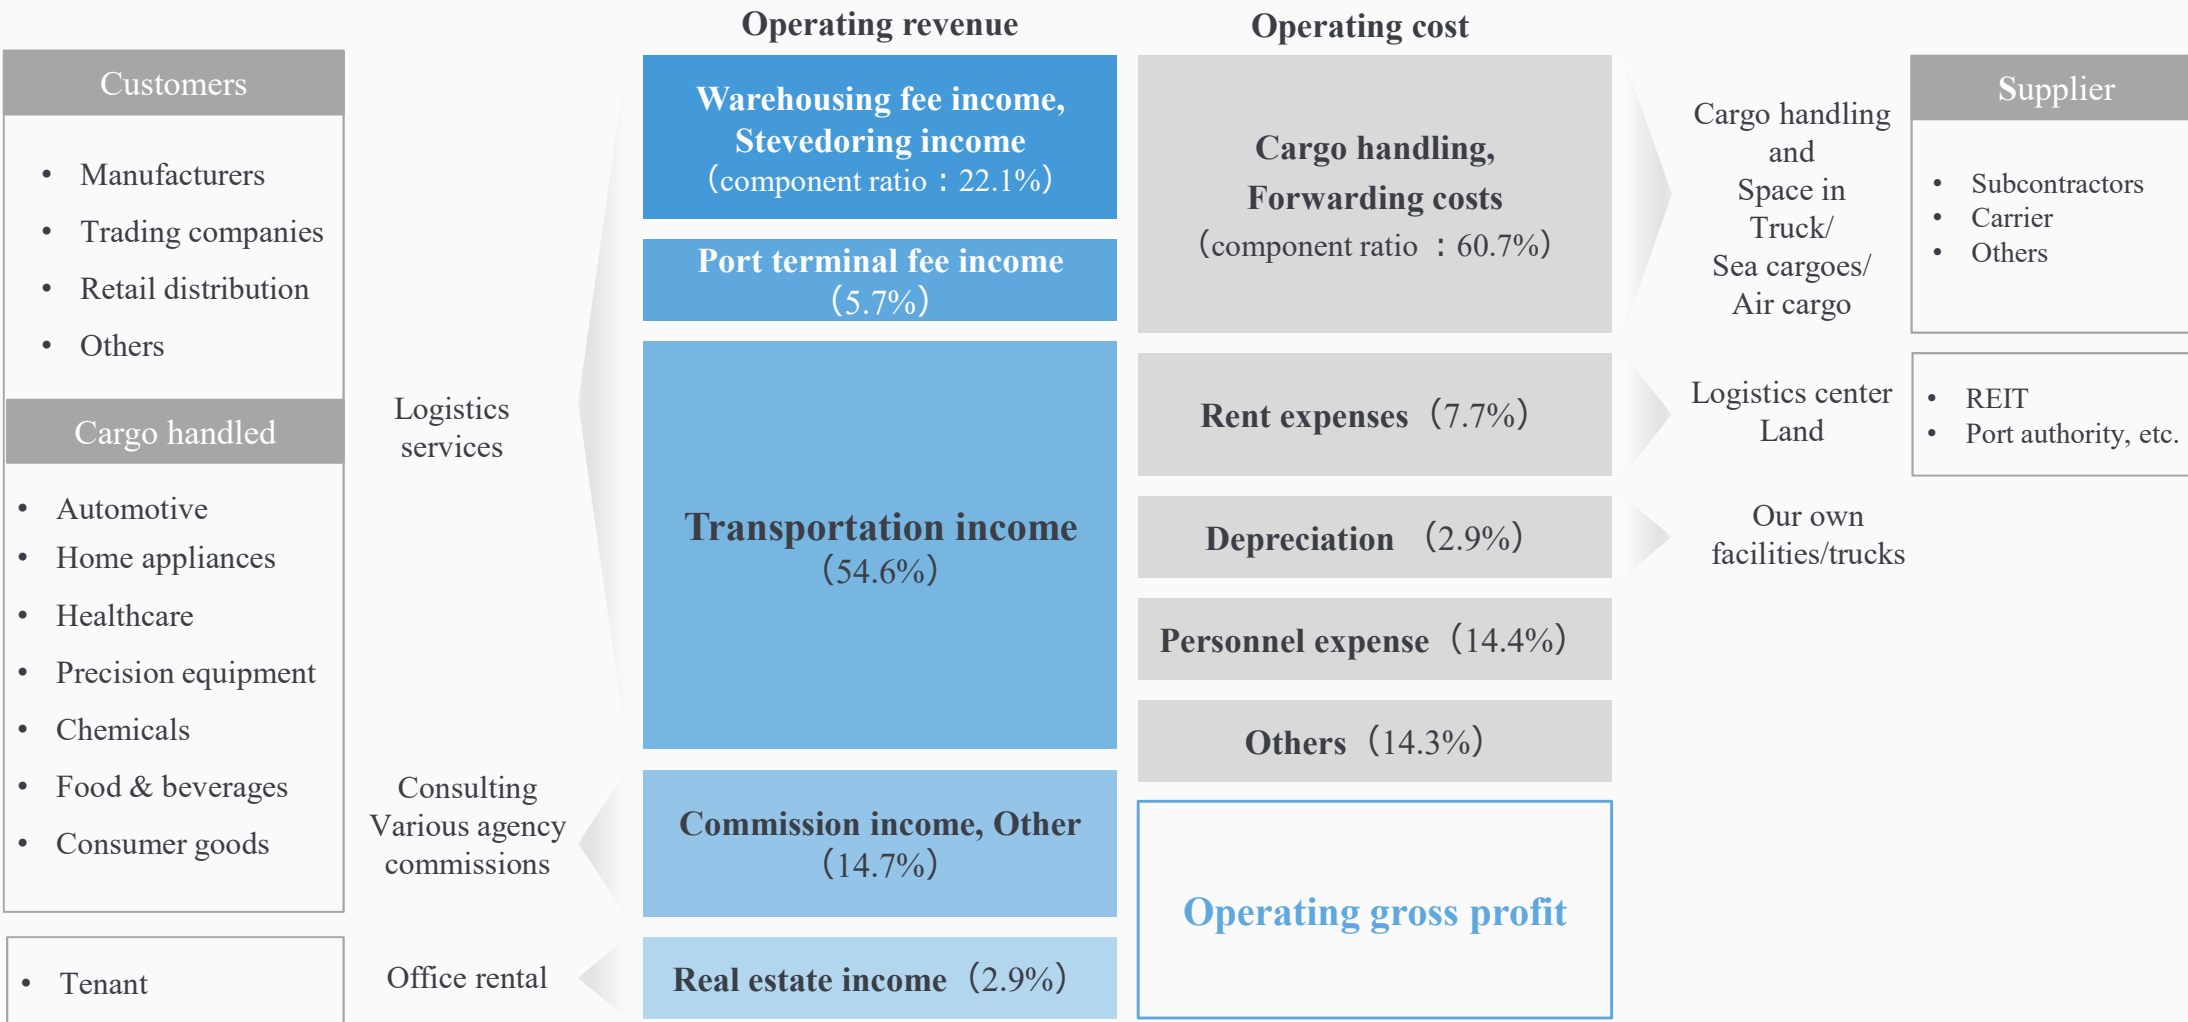 Operating revenue
Operating cost
Customers
• Manufacturers
• Trading companies
• Retail distribution
• Others
Cargo handled
• Automotive
• Home appliances
• Healthcare
• Precision equipment
• Chemicals
• Food & beverages
• Consumer goods
• Tenant
Logistics
services
Consulting
Various agency
commissions
Office rental
Warehousing fee income,
Stevedoring income
（component ratio：22.1%）
Port terminal fee income
（5.7%）
Transportation income
（54.6%）
Commission income, Other
（14.7%）
Real estate income（2.9%）
Cargo handling,
Forwarding costs
（component ratio ：60.7%）
Rent expenses（7.7%）
Depreciation （2.9%）
Personnel expense（14.4%）
Others（14.3%）
Operating gross profit
Cargo handling
and
Space in
Truck/
Sea cargoes/
Air cargo
Logistics center
Land
Our own
facilities/trucks
Supplier
• Subcontractors
• Carrier
• Others
• REIT
• Port authority, etc.